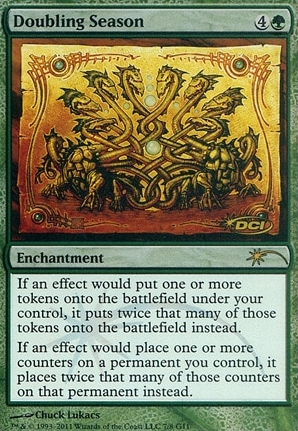 Doubling Season 4
DCI
Enchantment
If an effect would put one or more
tokens onto the battlefield under your
control, it puts twice that many of those
tokens onto the battlefield instead.
If an effect would place one or more
counters on a permanent you control, it
places twice that many of those counters
on that permanent instead.
Chuck Lukacs
™ & © 1993–2011 Wizards of the Coast LLC 7/8 G11